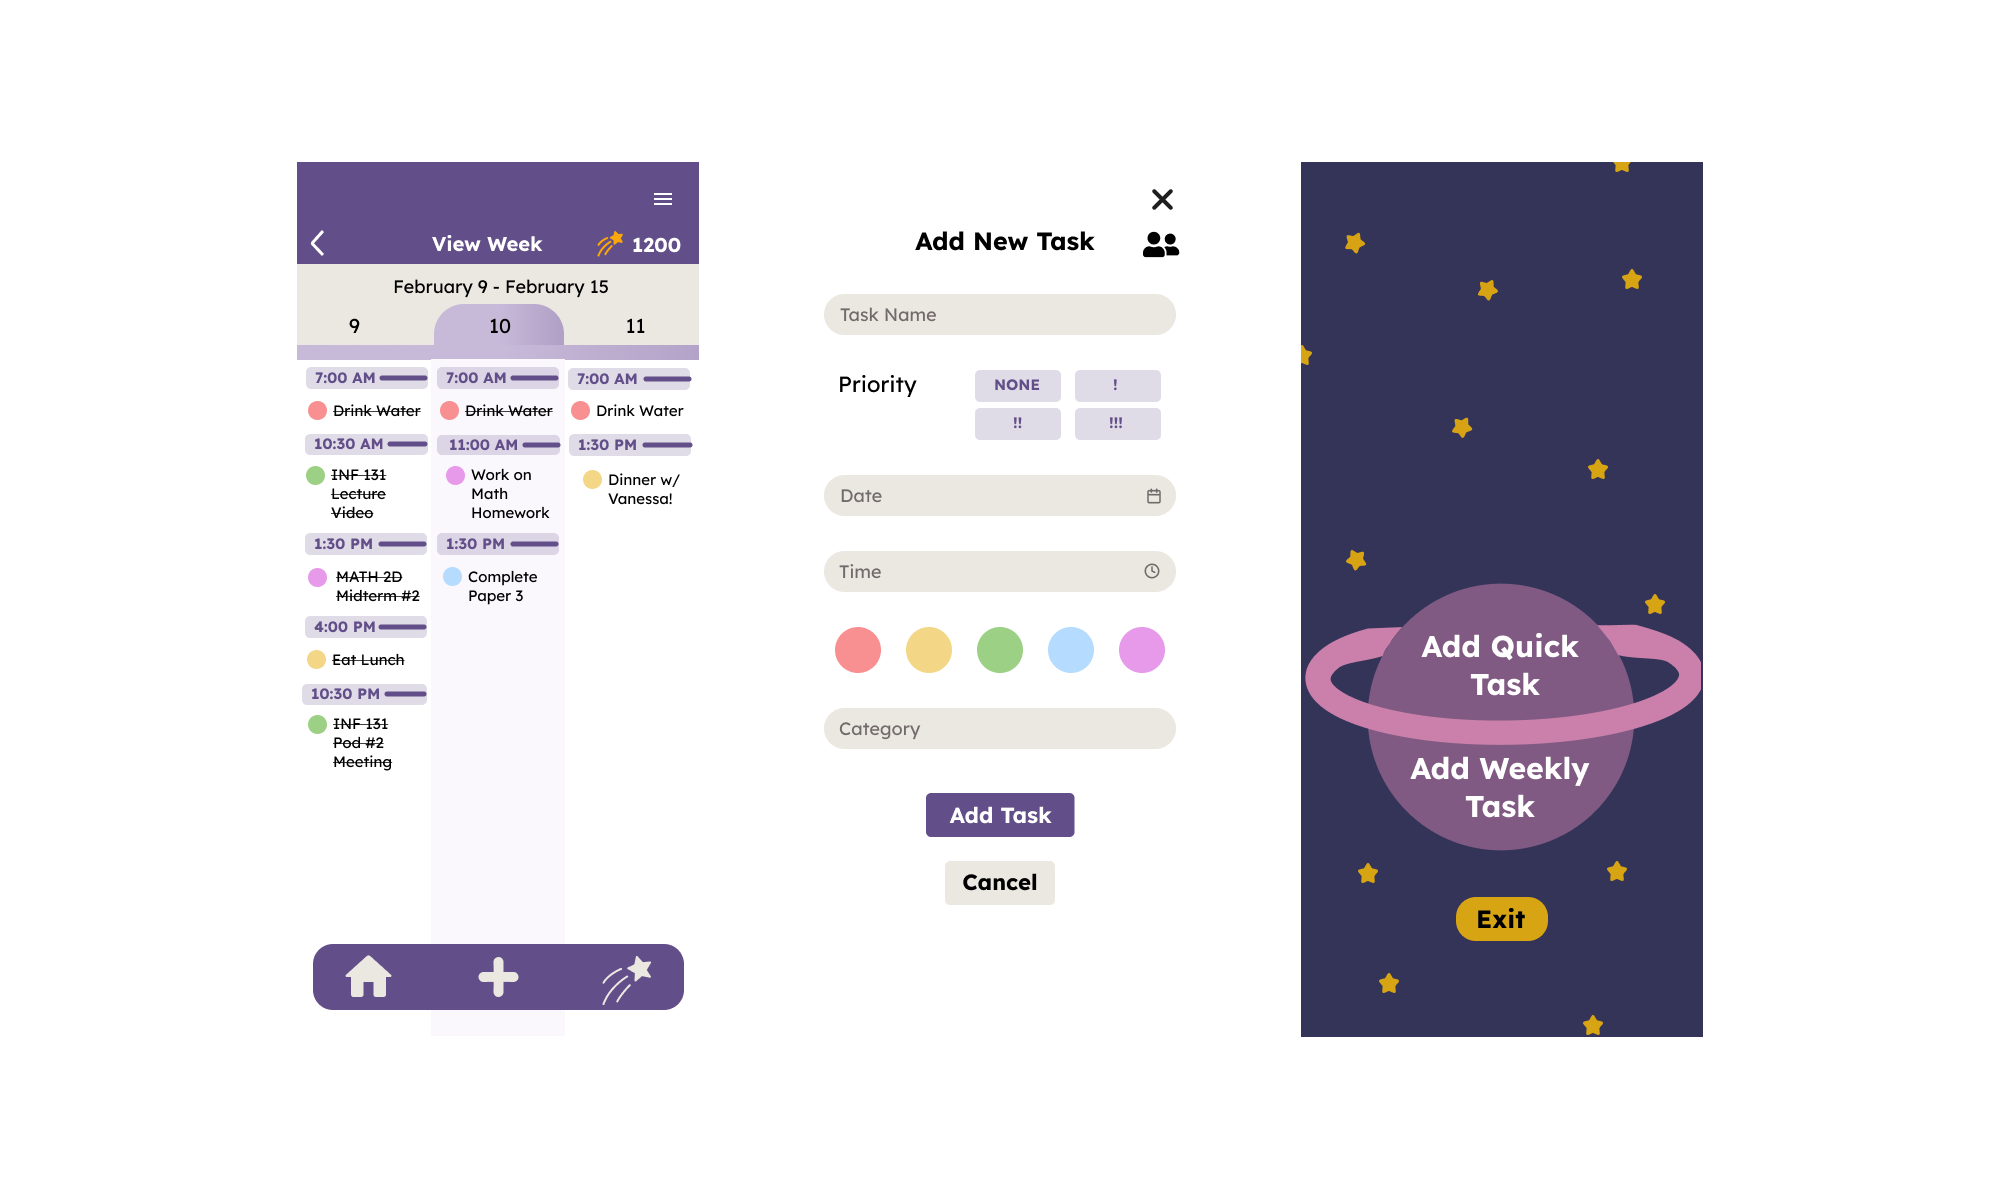 View Week
1200
February 9 - February 15
9
10
11
7:00 AM
Drink Water
10:30 AM
INF 131
Lecture
Video
1:30 PM
MATH 2D
Midterm #2
4:00 PM
Eat Lunch
10:30 PM
INF 131
Pod #2
Meeting
7:00 AM
Drink Water
11:00 AM
Work on
Math
Homework
1:30 PM
Complete
Paper 3
7:00 AM
Drink Water
1:30 PM
Dinner w/
Vanessa!
Add New Task
Task Name
Priority
NONE
!
!!
!!!
Date
Time
Category
Add Task
Cancel
Add Quick
Task
Add Weekly
Task
Exit